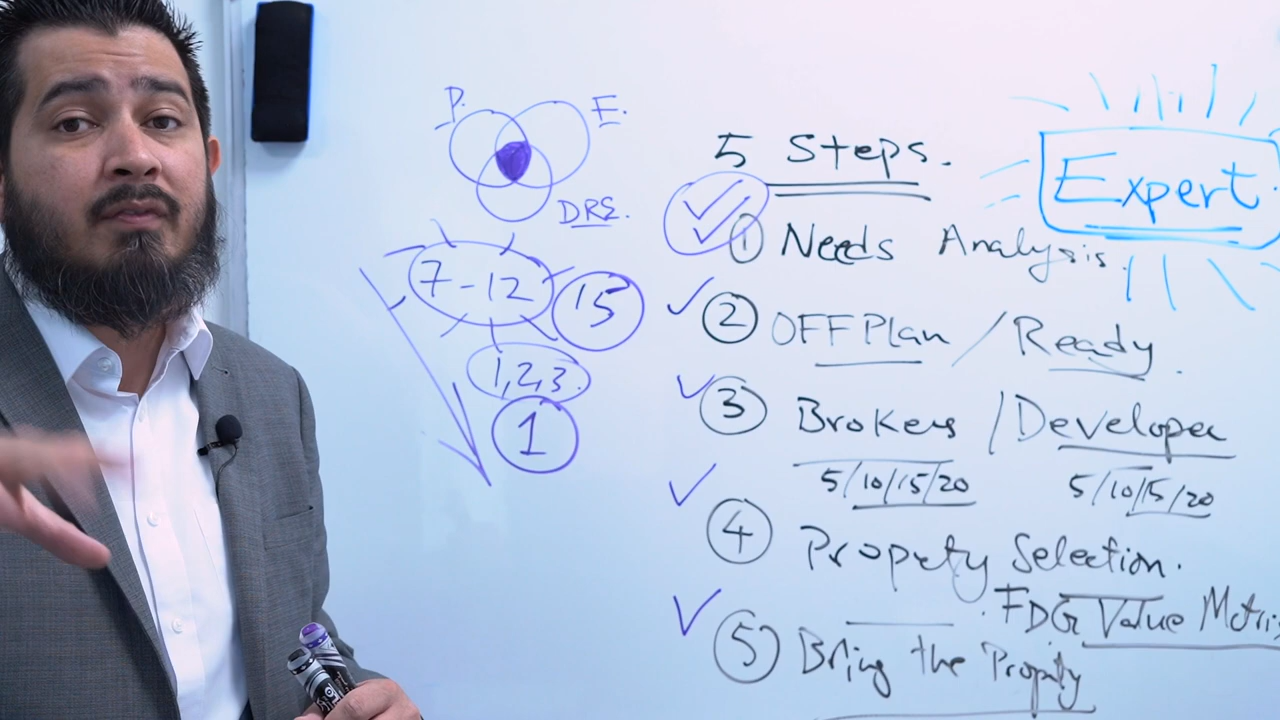 P.
E.
DRS.
7-12
15
1,2,3.
1
5 Steps.
Expert.
1 Needs Analysis.
2 OFF Plan / Ready.
3 Brokers / Developer
5/10/15/20
5/10/15/20
4 Property Selection.
FDG Value Metri
5 Bring the Property